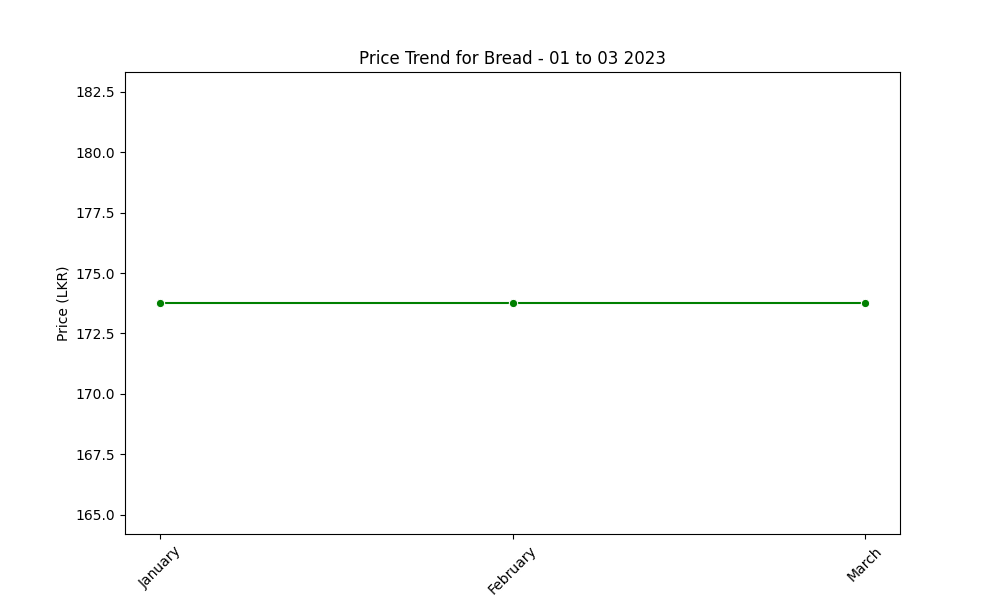 Price Trend for Bread - 01 to 03 2023
Price (LKR)
182.5
180.0
177.5
175.0
172.5
170.0
167.5
165.0
January
February
March